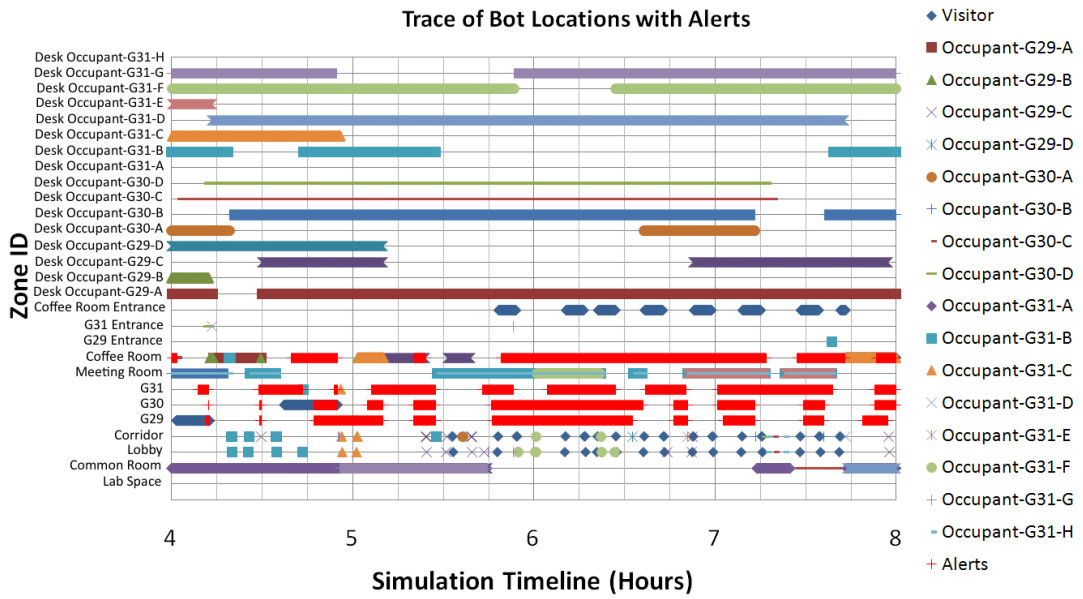 Trace of Bot Locations with Alerts
Zone ID
Desk Occupant-G31-H
Desk Occupant-G31-G
Desk Occupant-G31-F
Desk Occupant-G31-E
Desk Occupant-G31-D
Desk Occupant-G31-C
Desk Occupant-G31-B
Desk Occupant-G31-A
Desk Occupant-G30-D
Desk Occupant-G30-C
Desk Occupant-G30-B
Desk Occupant-G30-A
Desk Occupant-G29-D
Desk Occupant-G29-C
Desk Occupant-G29-B
Desk Occupant-G29-A
Coffee Room Entrance
G31 Entrance
G29 Entrance
Coffee Room
Meeting Room
G31
G30
G29
Corridor
Lobby
Common Room
Lab Space
4 5 6 7 8
Simulation Timeline (Hours)
Visitor
Occupant-G29-A
Occupant-G29-B
Occupant-G29-C
Occupant-G29-D
Occupant-G30-A
Occupant-G30-B
Occupant-G30-C
Occupant-G30-D
Occupant-G31-A
Occupant-G31-B
Occupant-G31-C
Occupant-G31-D
Occupant-G31-E
Occupant-G31-F
Occupant-G31-G
Occupant-G31-H
Alerts